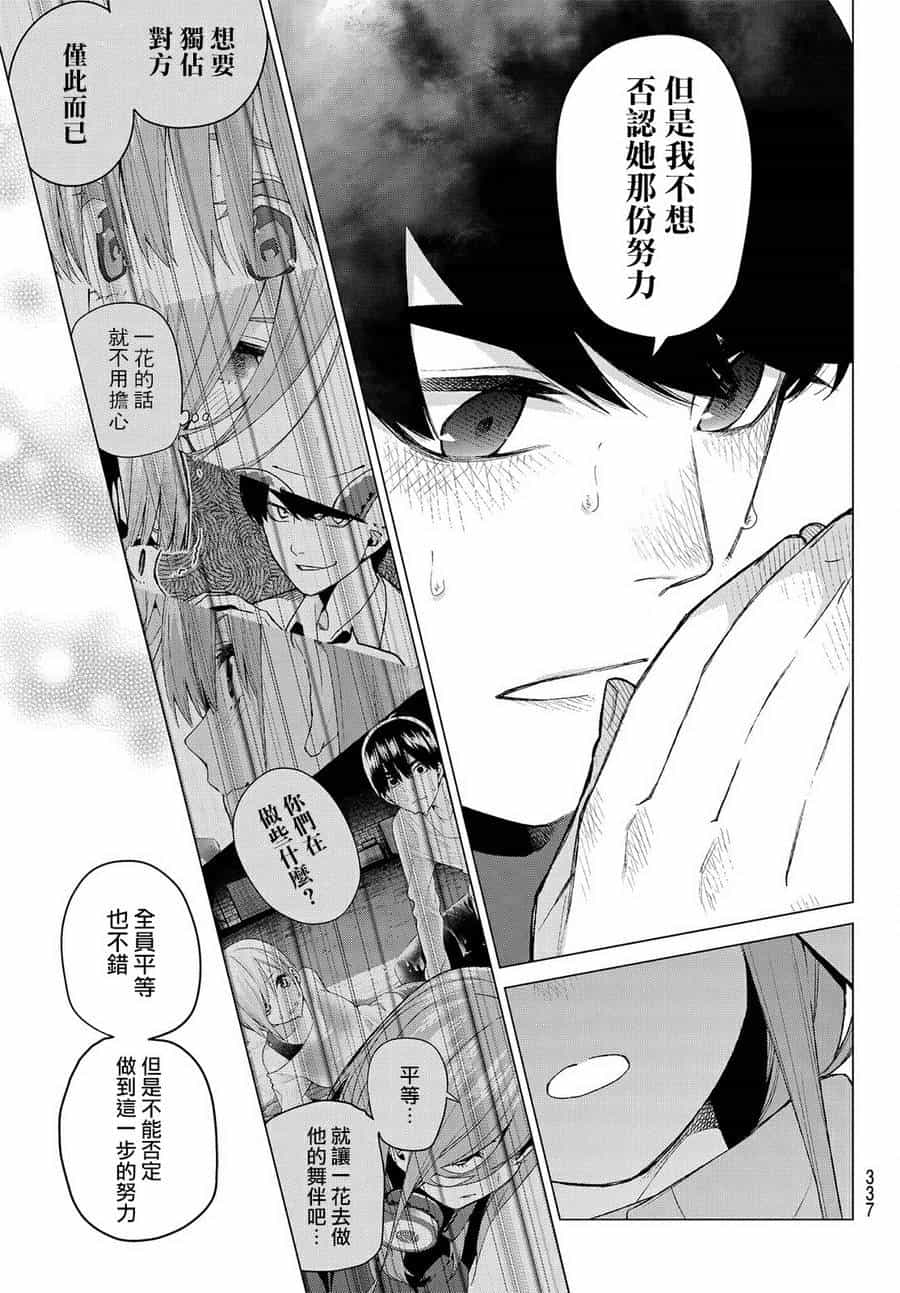 但是我不想
否認她那份努力
想要
獨佔
對方
僅此而已
一花的話
就不用擔心
你們在
做些什麼？
平等…
就讓一花去做
他的舞伴吧…
全員平等
也不錯
但是不能否定
做到這一步的努力
337